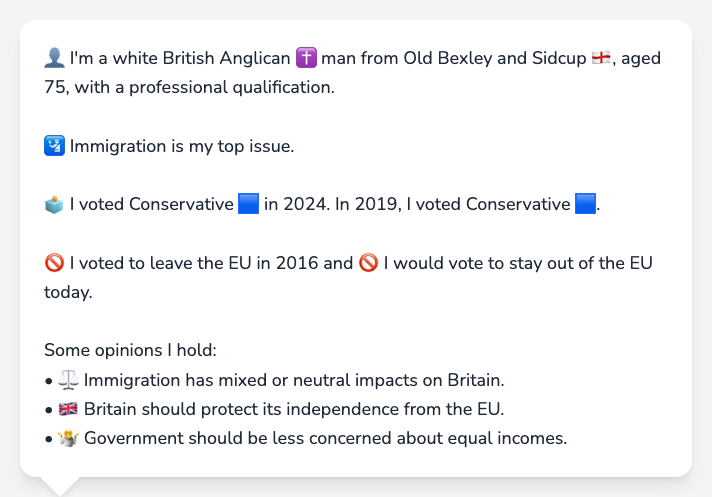 👤 I'm a white British Anglican ✝️ man from Old Bexley and Sidcup 🏴󠁧󠁢󠁥󠁮󠁧󠁿, aged
75, with a professional qualification.
🛂 Immigration is my top issue.
🗳️ I voted Conservative 🟦 in 2024. In 2019, I voted Conservative 🟦.
🚫 I voted to leave the EU in 2016 and 🚫 I would vote to stay out of the EU
today.
Some opinions I hold:
• ⚖️ Immigration has mixed or neutral impacts on Britain.
• 🇬🇧 Britain should protect its independence from the EU.
• 🤷 Government should be less concerned about equal incomes.